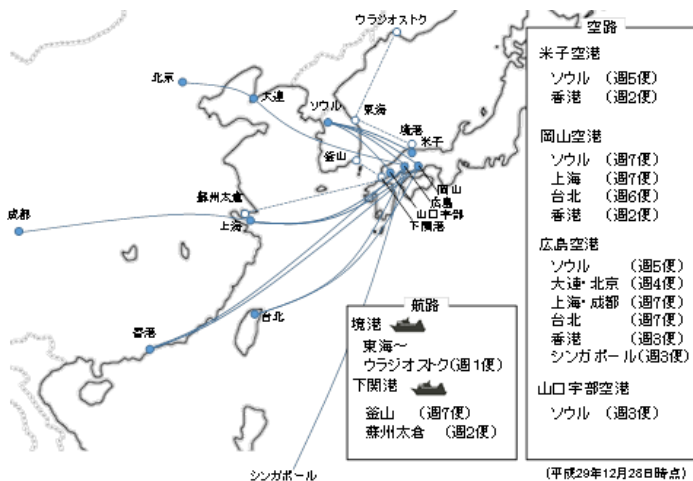 ウラジオストク
北京
大連
ソウル
東海
境港
米子
釜山
岡山
広島
山口宇部
下関港
蘇州太倉
上海
成都
香港
台北
シンガポール
航路
境港
東海～
ウラジオストク(週1便)
下関港
釜山 (週7便)
蘇州太倉 (週2便)
空路
米子空港
ソウル (週5便)
香港 (週2便)
岡山空港
ソウル (週7便)
上海 (週7便)
台北 (週6便)
香港 (週2便)
広島空港
ソウル (週5便)
大連・北京 (週4便)
上海・成都 (週7便)
台北 (週7便)
香港 (週3便)
シンガポール(週3便)
山口宇部空港
ソウル (週3便)
(平成29年12月28日時点)